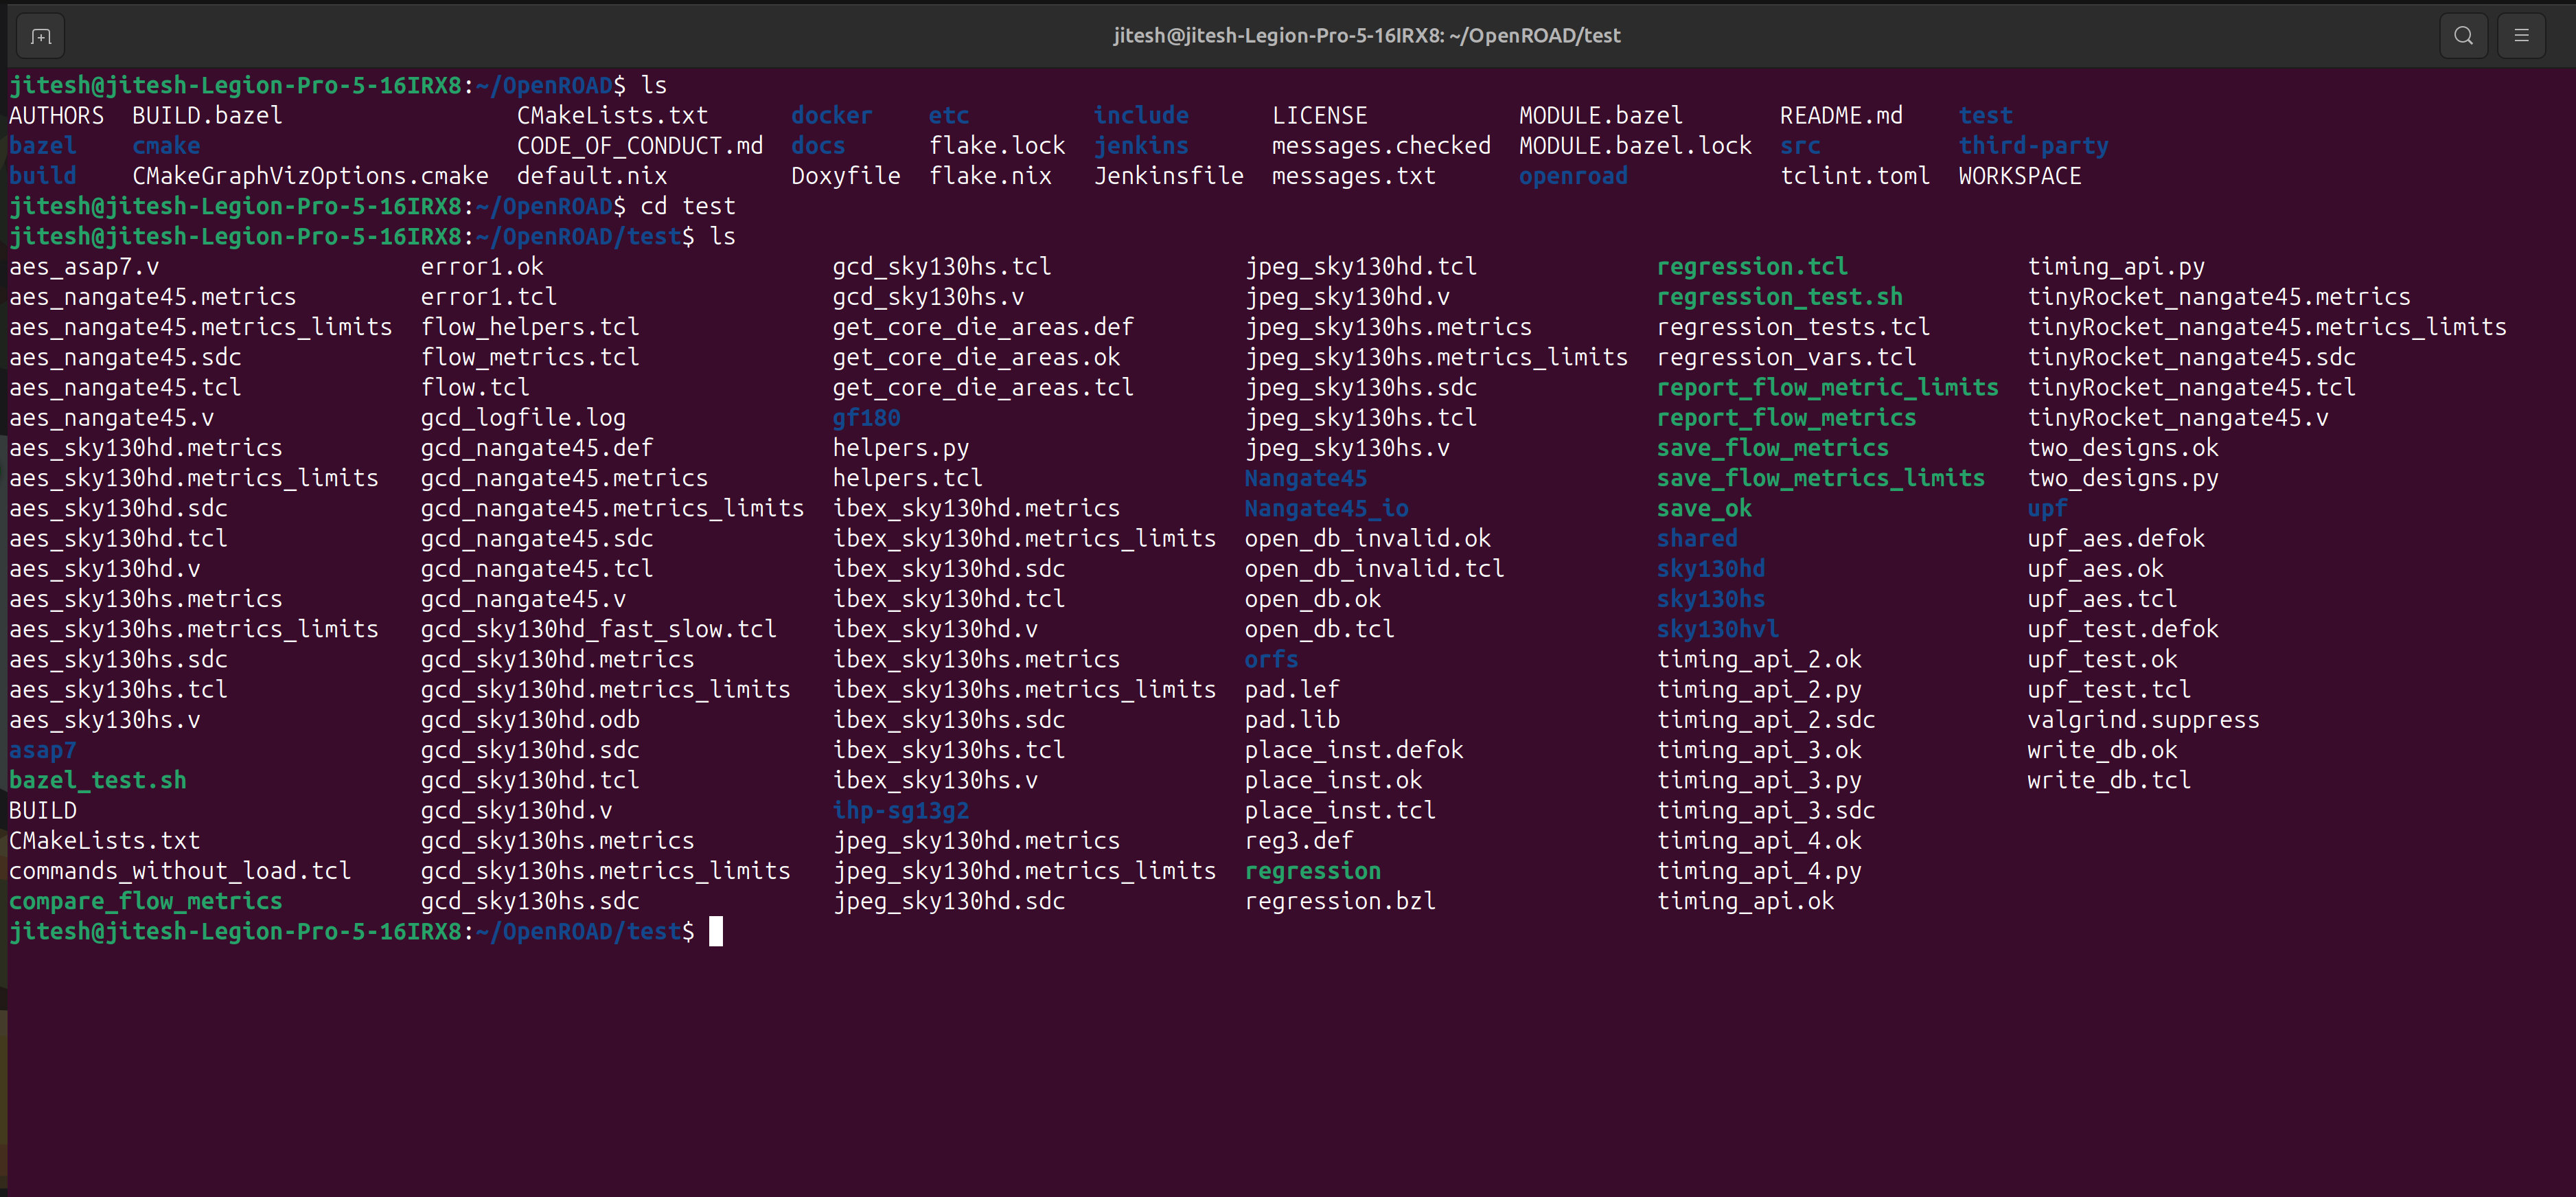 jitesh@jitesh-Legion-Pro-5-16IRX8: ~/OpenROAD/test
jitesh@jitesh-Legion-Pro-5-16IRX8:~/OpenROAD$ ls
AUTHORS BUILD.bazel CMakeLists.txt docker etc include LICENSE MODULE.bazel README.md test
bazel cmake CODE_OF_CONDUCT.md docs flake.lock jenkins messages.checked MODULE.bazel.lock src third-party
build CMakeGraphVizOptions.cmake default.nix Doxyfile flake.nix Jenkinsfile messages.txt openroad tclint.toml WORKSPACE
jitesh@jitesh-Legion-Pro-5-16IRX8:~/OpenROAD$ cd test
jitesh@jitesh-Legion-Pro-5-16IRX8:~/OpenROAD/test$ ls
aes_asap7.v error1.ok gcd_sky130hs.tcl jpeg_sky130hd.tcl regression.tcl timing_api.py
aes_nangate45.metrics error1.tcl gcd_sky130hs.v jpeg_sky130hd.v regression_test.sh tinyRocket_nangate45.metrics
aes_nangate45.metrics_limits flow_helpers.tcl get_core_die_areas.def jpeg_sky130hs.metrics regression_tests.tcl tinyRocket_nangate45.metrics_limits
aes_nangate45.sdc flow_metrics.tcl get_core_die_areas.ok jpeg_sky130hs.metrics_limits regression_vars.tcl tinyRocket_nangate45.sdc
aes_nangate45.tcl flow.tcl get_core_die_areas.tcl jpeg_sky130hs.sdc report_flow_metric_limits tinyRocket_nangate45.tcl
aes_nangate45.v gcd_logfile.log gf180 jpeg_sky130hs.tcl report_flow_metrics tinyRocket_nangate45.v
aes_sky130hd.metrics gcd_nangate45.def helpers.py jpeg_sky130hs.v save_flow_metrics two_designs.ok
aes_sky130hd.metrics_limits gcd_nangate45.metrics helpers.tcl Nangate45 save_flow_metrics_limits two_designs.py
aes_sky130hd.sdc gcd_nangate45.metrics_limits ibex_sky130hd.metrics Nangate45_io save_ok upf
aes_sky130hd.tcl gcd_nangate45.sdc ibex_sky130hd.metrics_limits open_db_invalid.ok shared upf_aes.defok
aes_sky130hd.v gcd_nangate45.tcl ibex_sky130hd.sdc open_db_invalid.tcl sky130hd upf_aes.ok
aes_sky130hs.metrics gcd_nangate45.v ibex_sky130hd.tcl open_db.ok sky130hs upf_aes.tcl
aes_sky130hs.metrics_limits gcd_sky130hd_fast_slow.tcl ibex_sky130hd.v open_db.tcl sky130hvl upf_test.defok
aes_sky130hs.sdc gcd_sky130hd.metrics ibex_sky130hs.metrics orfs timing_api_2.ok upf_test.ok
aes_sky130hs.tcl gcd_sky130hd.metrics_limits ibex_sky130hs.metrics_limits pad.lef timing_api_2.py upf_test.tcl
aes_sky130hs.v gcd_sky130hd.odb ibex_sky130hs.sdc pad.lib timing_api_2.sdc valgrind.suppress
asap7 gcd_sky130hd.sdc ibex_sky130hs.tcl place_inst.defok timing_api_3.ok write_db.ok
bazel_test.sh gcd_sky130hd.tcl ibex_sky130hs.v place_inst.ok timing_api_3.py write_db.tcl
BUILD gcd_sky130hd.v ihp-sg13g2 place_inst.tcl timing_api_3.sdc
CMakeLists.txt gcd_sky130hs.metrics jpeg_sky130hd.metrics reg3.def timing_api_4.ok
commands_without_load.tcl gcd_sky130hs.metrics_limits jpeg_sky130hd.metrics_limits regression timing_api_4.py
compare_flow_metrics gcd_sky130hs.sdc jpeg_sky130hd.sdc regression.bzl timing_api.ok
jitesh@jitesh-Legion-Pro-5-16IRX8:~/OpenROAD/test$